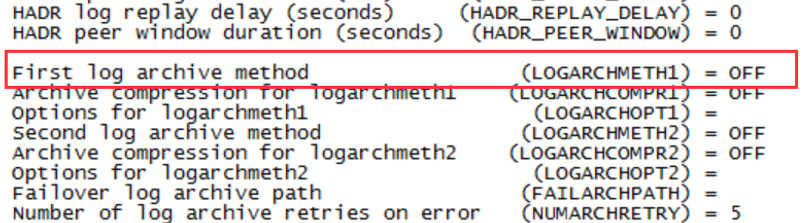 HADR log replay delay (seconds) (HADR_REPLAY_DELAY) = 0
HADR peer window duration (seconds) (HADR_PEER_WINDOW) = 0
First log archive method (LOGARCHMETH1) = OFF
Archive compression for logarchmeth1 (LOGARCHCOMPR1) = OFF
Options for logarchmeth1 (LOGARCHOPT1) =
Second log archive method (LOGARCHMETH2) = OFF
Archive compression for logarchmeth2 (LOGARCHCOMPR2) = OFF
Options for logarchmeth2 (LOGARCHOPT2) =
Failover log archive path (FAILARCHPATH) =
Number of log archive retries on error (NUMARCHRETRY) = 5